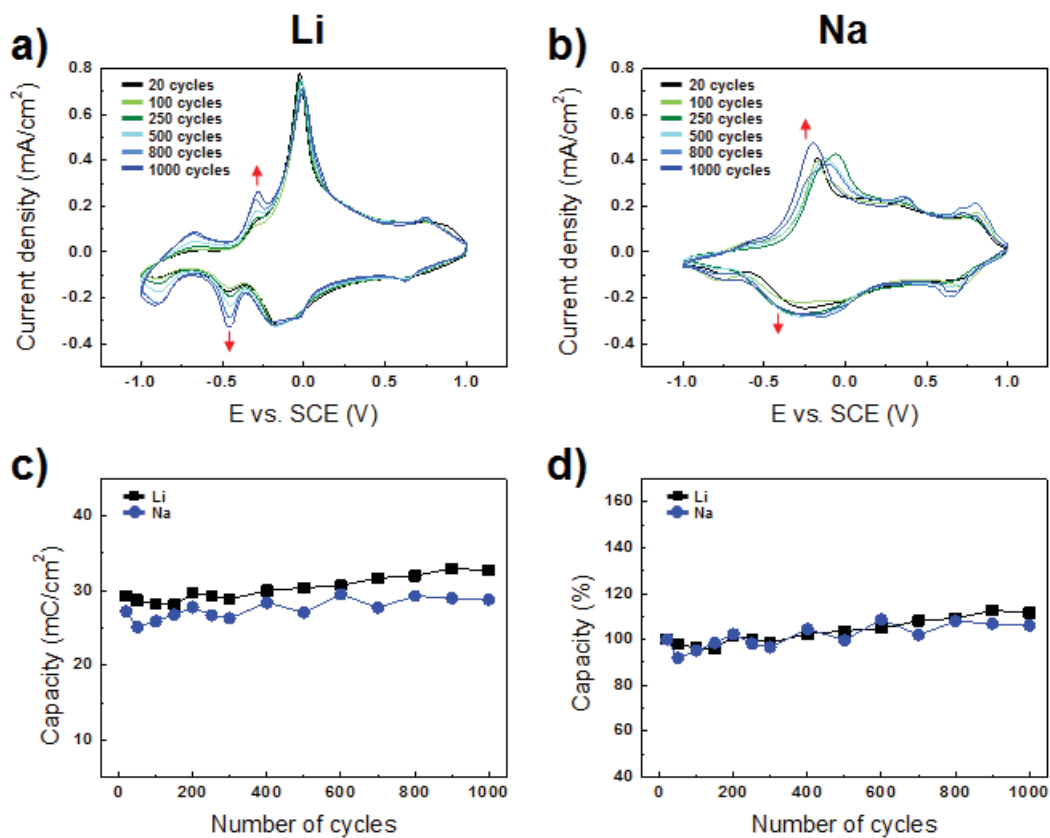 a)
Li
20 cycles
100 cycles
250 cycles
500 cycles
800 cycles
1000 cycles
0.8
0.6
0.4
0.2
0.0
-0.2
-0.4
Current density (mA/cm²)
-1.0 -0.5 0.0 0.5 1.0
E vs. SCE (V)
b)
Na
20 cycles
100 cycles
250 cycles
500 cycles
800 cycles
1000 cycles
0.8
0.6
0.4
0.2
0.0
-0.2
-0.4
Current density (mA/cm²)
-1.0 -0.5 0.0 0.5 1.0
E vs. SCE (V)
c)
Li
Na
40
30
20
10
Capacity (mC/cm²)
0 200 400 600 800 1000
Number of cycles
d)
Li
Na
160
140
120
100
80
60
40
Capacity (%)
0 200 400 600 800 1000
Number of cycles